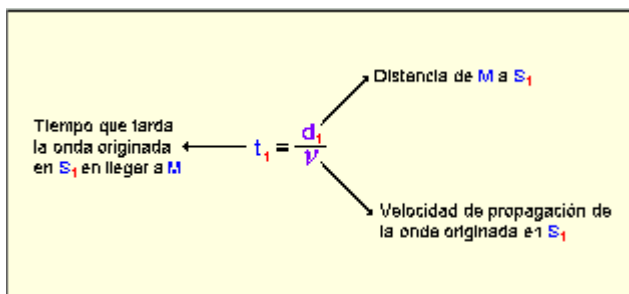 Distancia de M a S₁
Tiempo que tarda
la onda originada
en S₁ en llegar a M
t₁ = d₁/V
Velocidad de propagación de
la onda originada en S₁